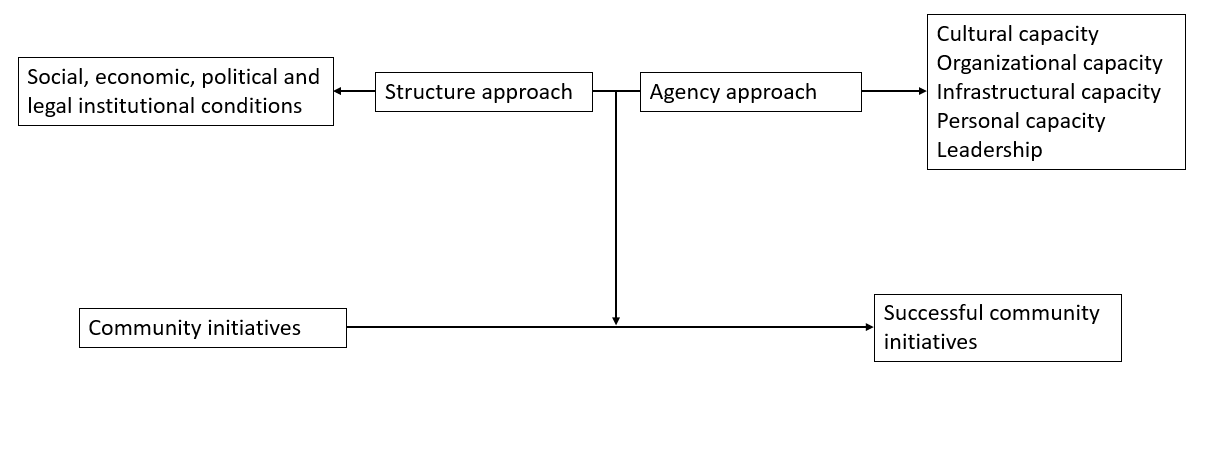 Social, economic, political and
legal institutional conditions
Structure approach
Agency approach
Cultural capacity
Organizational capacity
Infrastructural capacity
Personal capacity
Leadership
Community initiatives
Successful community
initiatives